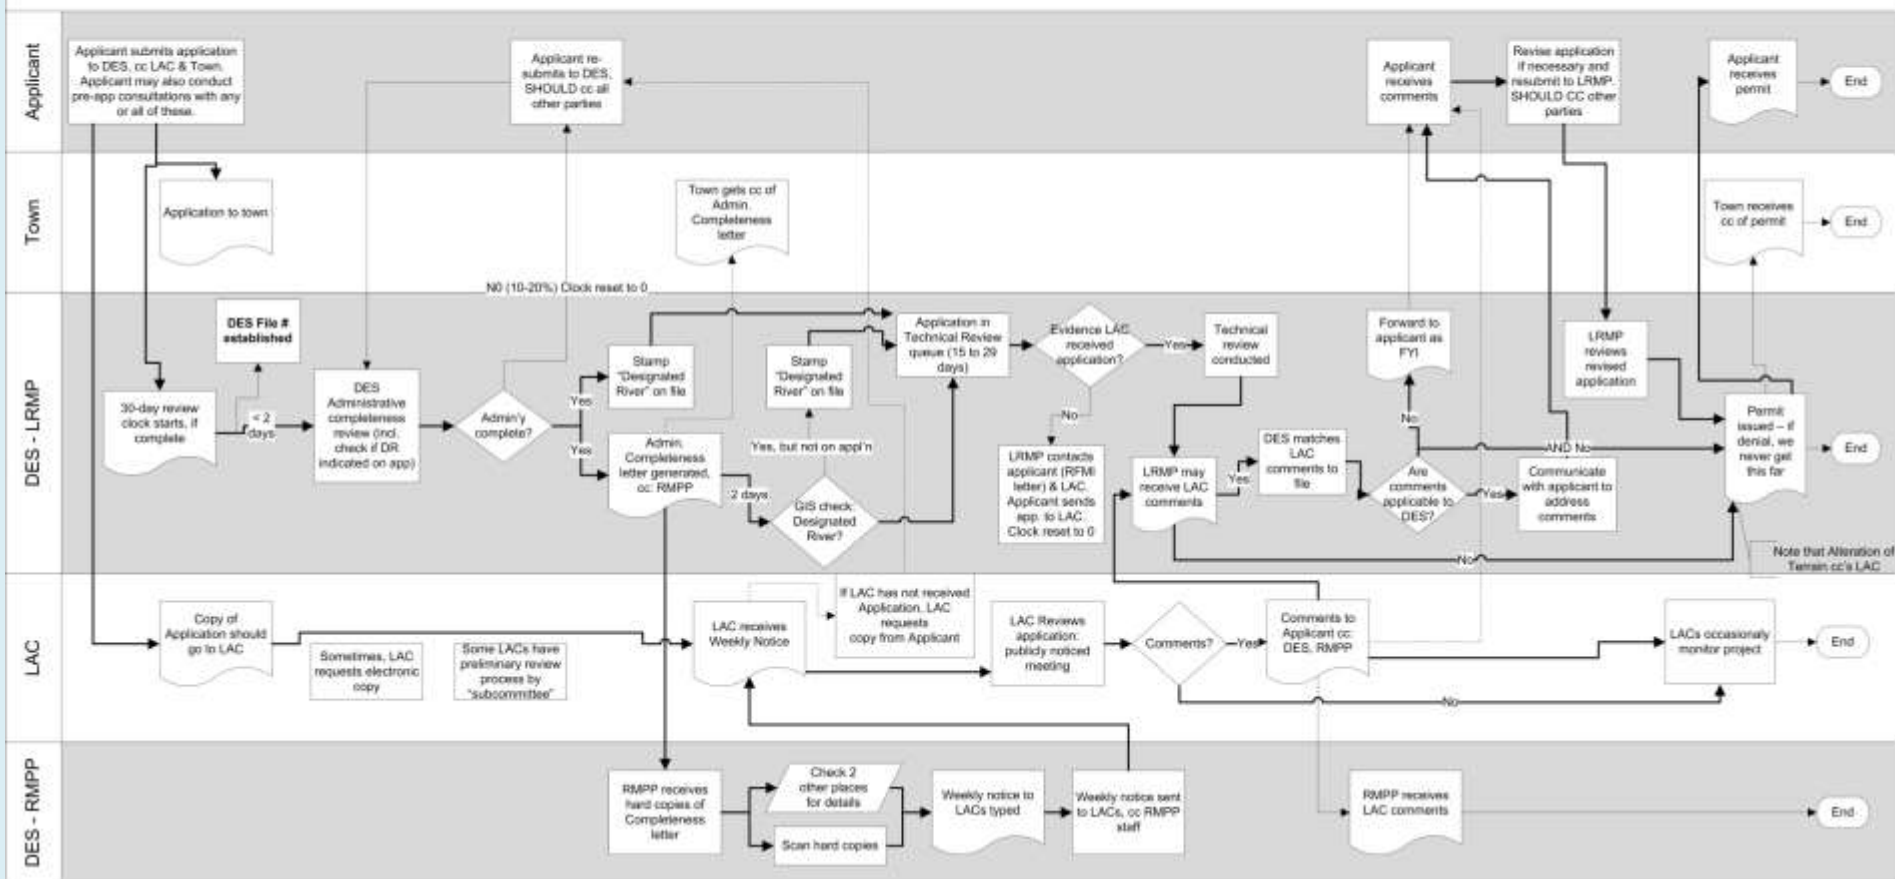 Applicant
Applicant submits application
to DES, cc LAC & Town.
Applicant may also conduct
pre-app consultations with any
or all of these.
Applicant re-
submits to DES,
SHOULD cc all
other parties
Applicant
receives
comments
Revise application
if necessary and
resubmit to LRMP.
SHOULD CC other
parties
Applicant
receives
permit
End
Town
Application to town
Town gets cc of
Admin.
Completeness
letter
Town receives
cc of permit
End
N0 (10-20%) Clock reset to 0
DES - LRMP
DES File #
established
30-day review
clock starts, if
complete
< 2
days
DES
Administrative
completeness
review (incl.
check if DR
indicated on app)
Admin'y
complete?
Yes
Yes
Stamp
"Designated
River" on file
Admin.
Completeness
letter generated,
cc: RMPP
2 days
Stamp
"Designated
River" on file
Yes, but not on appl'n
GIS check:
Designated
River?
Application in
Technical Review
queue (15 to 29
days)
Evidence LAC
received
application?
Yes
No
LRMP contacts
applicant (RFMI
letter) & LAC.
Applicant sends
app. to LAC.
Clock reset to 0
Technical
review
conducted
LRMP may
receive LAC
comments
Yes
No
DES matches
LAC
comments to
file
Forward to
applicant as
FYI
No
Are
comments
applicable to
DES?
Yes
AND No
Communicate
with applicant to
address
comments
LRMP
reviews
revised
application
Permit
issued – if
denial, we
never get
this far
End
Note that Alteration of
Terrain cc's LAC
LAC
Copy of
Application should
go to LAC
Sometimes, LAC
requests electronic
copy
Some LACs have
preliminary review
process by
"subcommittee"
LAC receives
Weekly Notice
If LAC has not received
Application, LAC
requests
copy from Applicant
LAC Reviews
application:
publicly noticed
meeting
Comments?
Yes
No
Comments to
Applicant cc:
DES, RMPP
LACs occasionaly
monitor project
End
DES - RMPP
RMPP receives
hard copies of
Completeness
letter
Check 2
other places
for details
Scan hard copies
Weekly notice to
LACs typed
Weekly notice sent
to LACs, cc RMPP
staff
RMPP receives
LAC comments
End